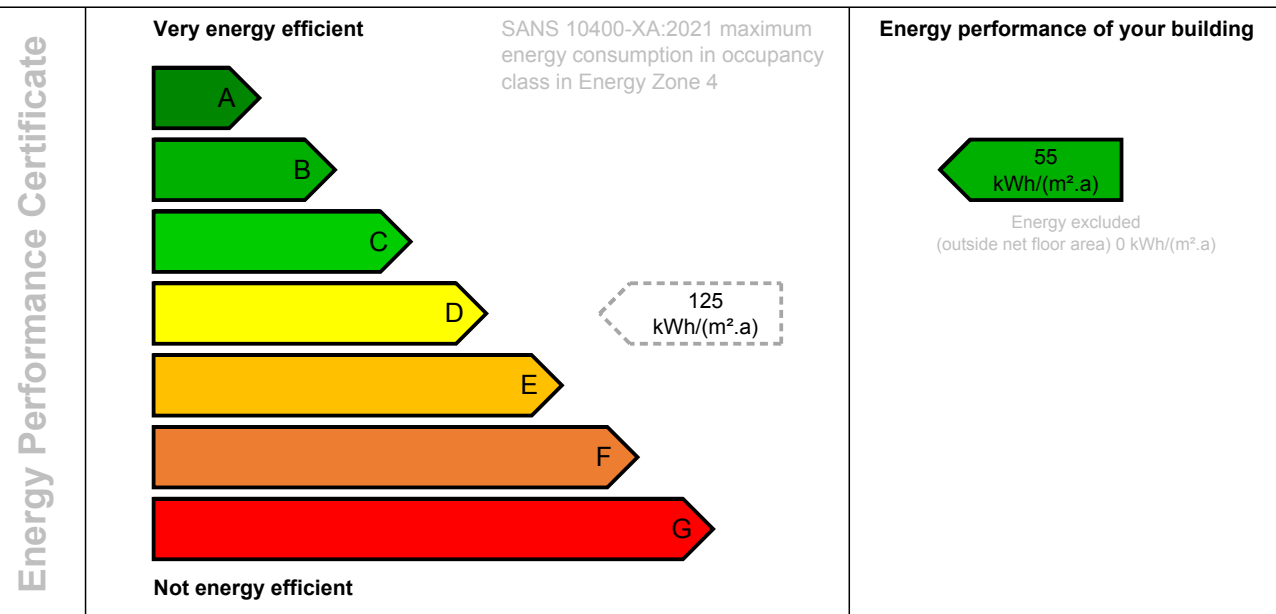 Energy Performance Certificate
Very energy efficient
SANS 10400-XA:2021 maximum
energy consumption in occupancy
class in Energy Zone 4
A
B
C
D
E
F
G
125
kWh/(m².a)
Not energy efficient
Energy performance of your building
55
kWh/(m².a)
Energy excluded
(outside net floor area) 0 kWh/(m².a)